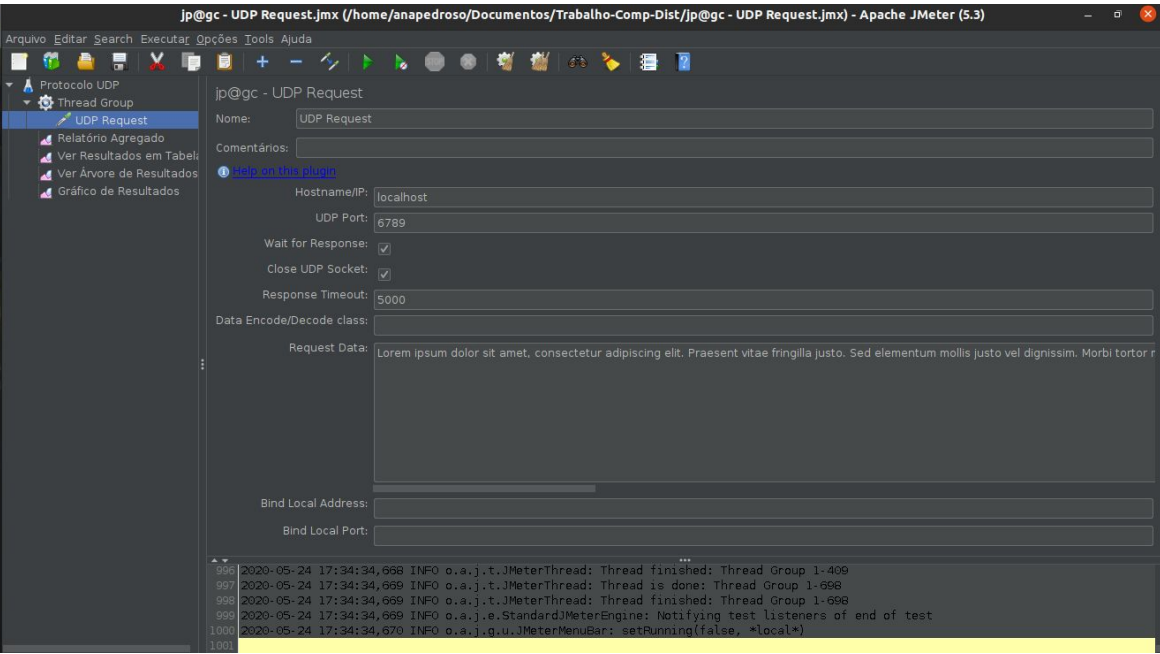 jp@gc - UDP Request.jmx (/home/anapedroso/Documentos/Trabalho-Comp-Dist/jp@gc - UDP Request.jmx) - Apache JMeter (5.3)
Arquivo Editar Search Executar Opções Tools Ajuda
Protocolo UDP
Thread Group
UDP Request
Relatório Agregado
Ver Resultados em Tabela
Ver Árvore de Resultados
Gráfico de Resultados
jp@gc - UDP Request
Nome: UDP Request
Comentários:
Help on this plugin
Hostname/IP: localhost
UDP Port: 6789
Wait for Response:
Close UDP Socket:
Response Timeout: 5000
Data Encode/Decode class:
Request Data: Lorem ipsum dolor sit amet, consectetur adipiscing elit. Praesent vitae fringilla justo. Sed elementum mollis justo vel dignissim. Morbi tortor
Bind Local Address:
Bind Local Port:
996 2020-05-24 17:34:34,668 INFO o.a.j.t.JMeterThread: Thread finished: Thread Group 1-409
997 2020-05-24 17:34:34,669 INFO o.a.j.t.JMeterThread: Thread is done: Thread Group 1-698
998 2020-05-24 17:34:34,669 INFO o.a.j.t.JMeterThread: Thread finished: Thread Group 1-698
999 2020-05-24 17:34:34,669 INFO o.a.j.e.StandardJMeterEngine: Notifying test listeners of end of test
1000 2020-05-24 17:34:34,670 INFO o.a.j.g.u.JMeterMenuBar: setRunning(false, *local*)
1001